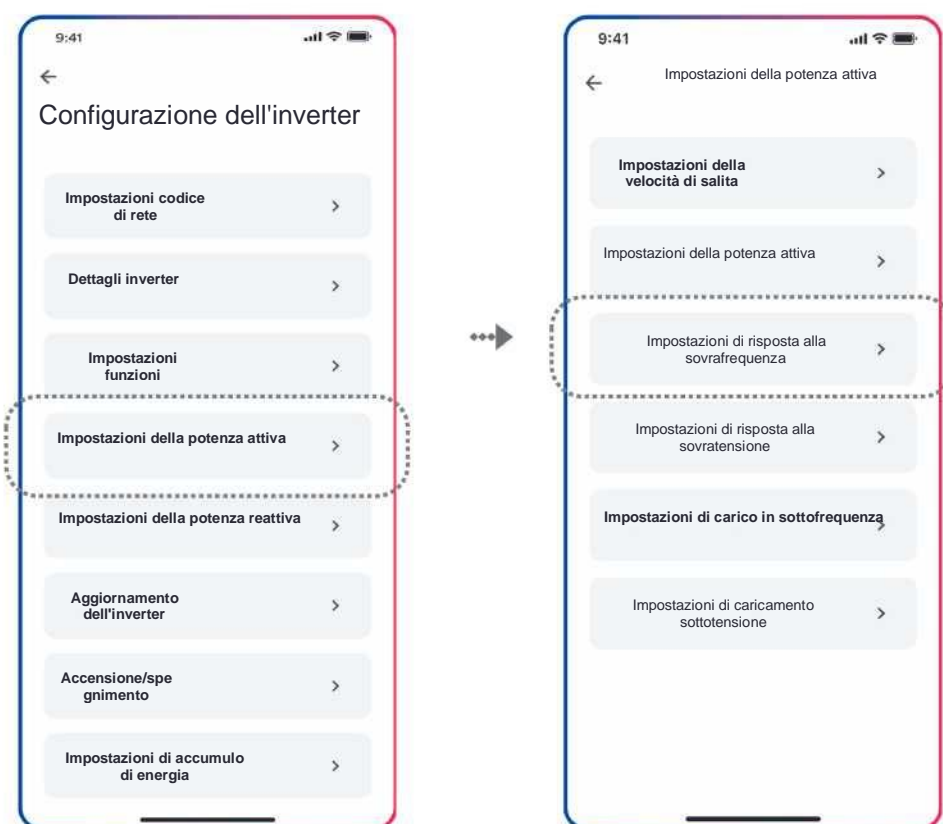 9:41
Configurazione dell'inverter
Impostazioni codice
di rete
Dettagli inverter
Impostazioni
funzioni
Impostazioni della potenza attiva
Impostazioni della potenza reattiva
Aggiornamento
dell'inverter
Accensione/spe
gnimento
Impostazioni di accumulo
di energia
9:41
Impostazioni della potenza attiva
Impostazioni della
velocità di salita
Impostazioni della potenza attiva
Impostazioni di risposta alla
sovrafrequenza
Impostazioni di risposta alla
sovratensione
Impostazioni di carico in sottofrequenza
Impostazioni di caricamento
sottotensione